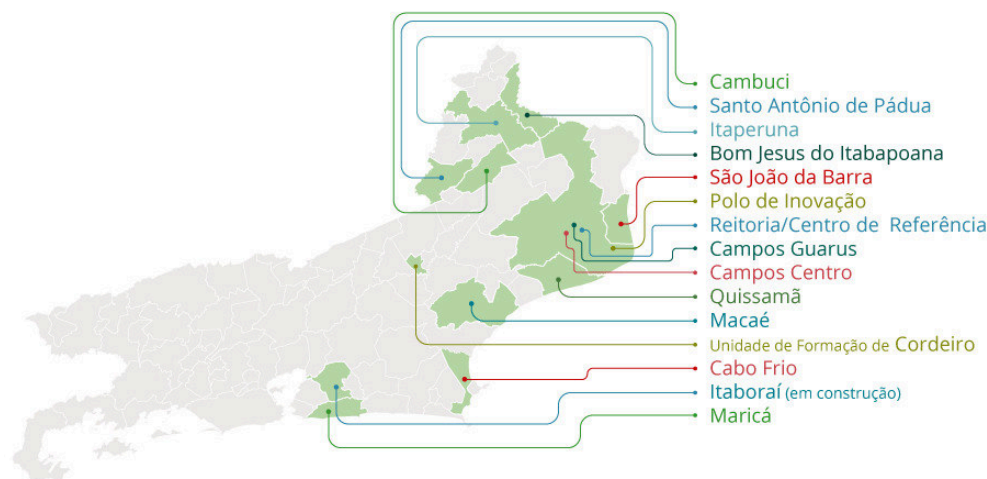 Cambuci
Santo Antônio de Pádua
Itaperuna
Bom Jesus do Itabapoana
São João da Barra
Polo de Inovação
Reitoria/Centro de Referência
Campos Guarus
Campos Centro
Quissamã
Macaé
Unidade de Formação de Cordeiro
Cabo Frio
Itaboraí (em construção)
Maricá